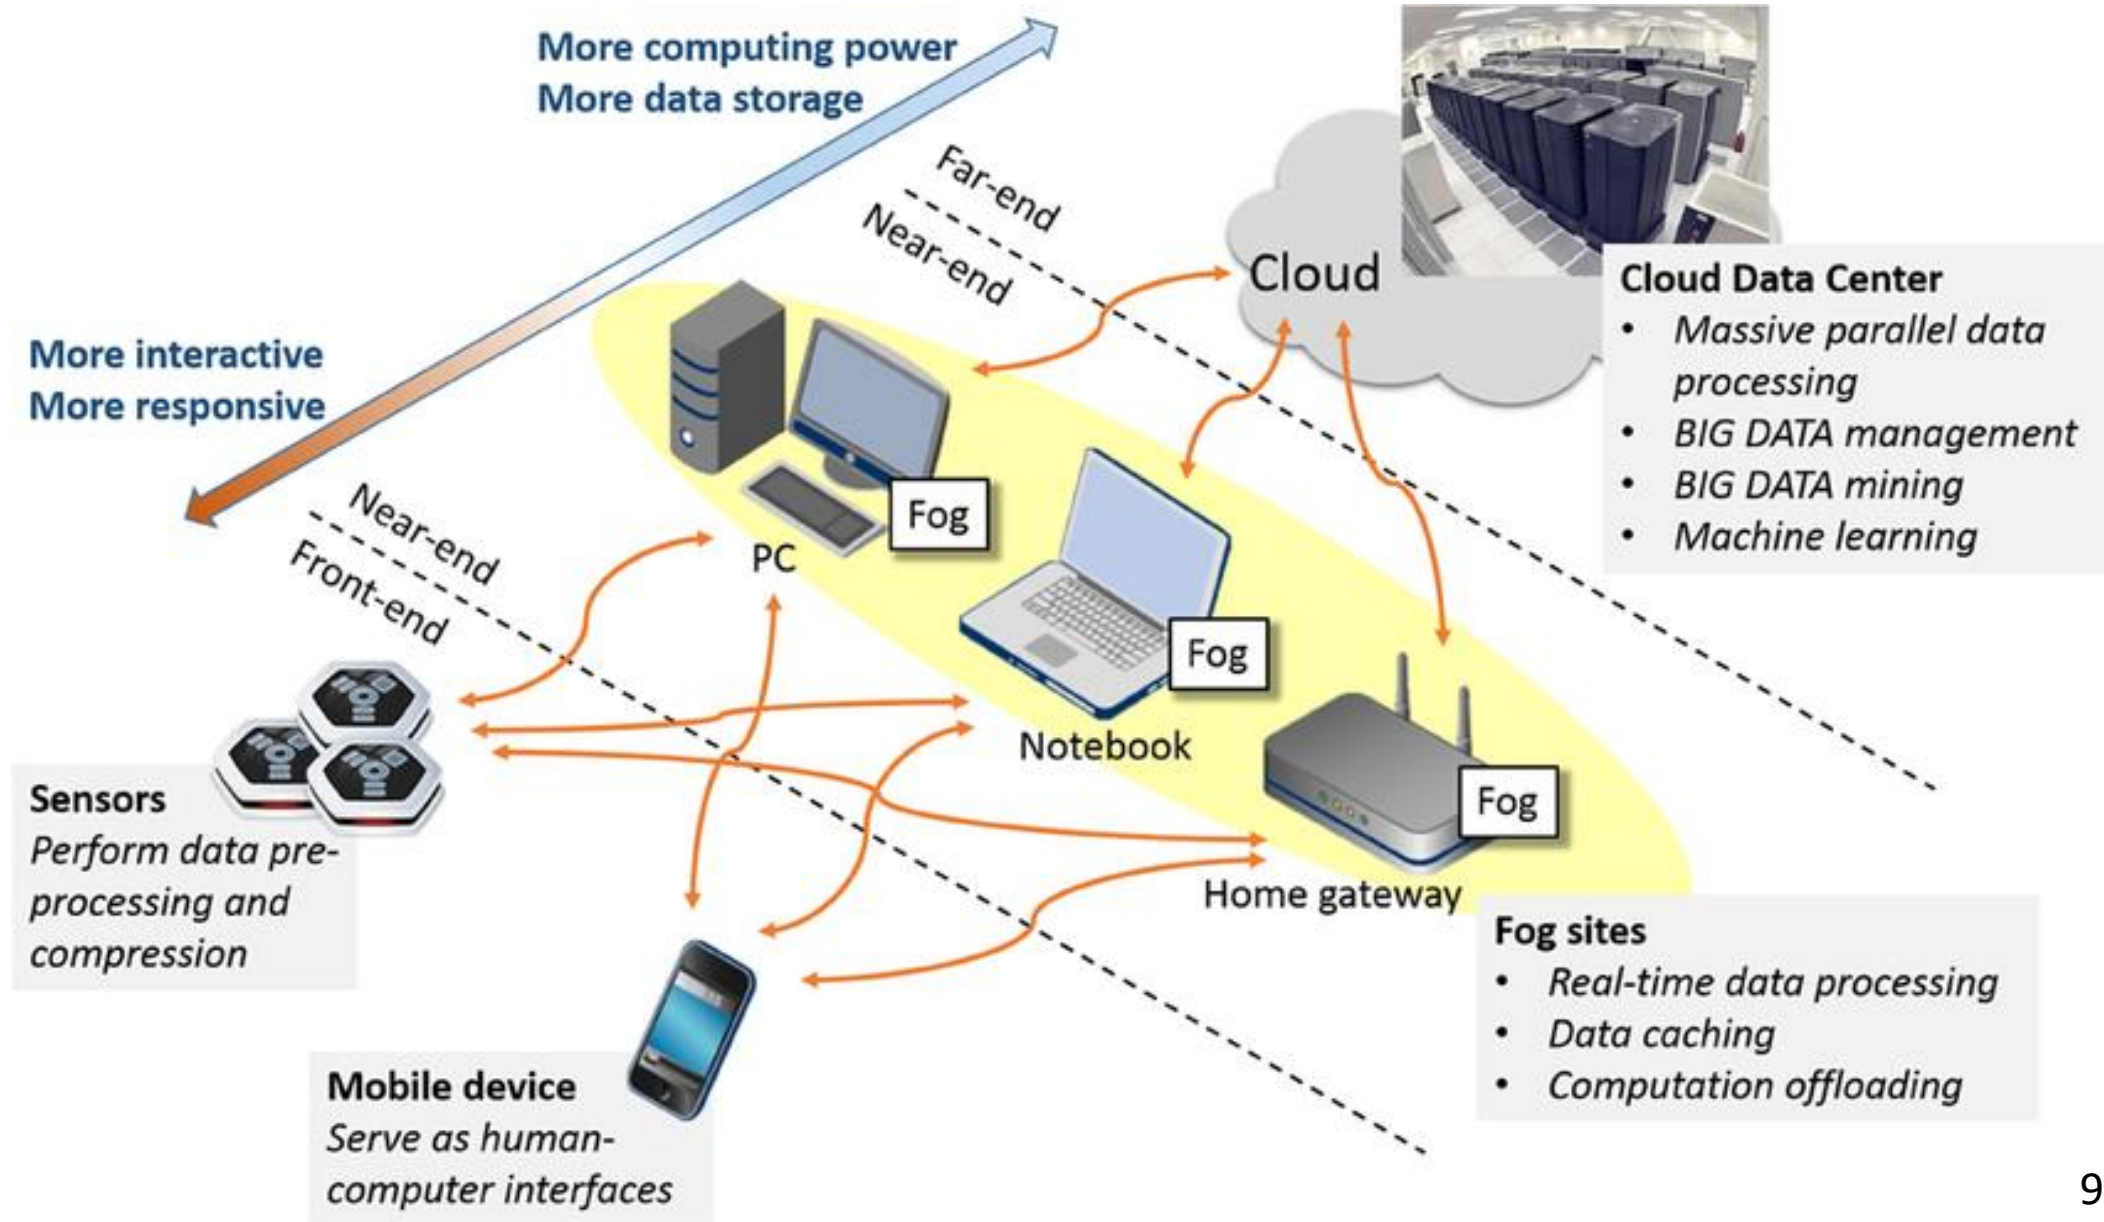 More computing power
More data storage
Far-end
Near-end
Cloud
Cloud Data Center
• Massive parallel data
processing
• BIG DATA management
• BIG DATA mining
• Machine learning
More interactive
More responsive
Near-end
Front-end
Fog
PC
Fog
Notebook
Fog
Home gateway
Sensors
Perform data pre-
processing and
compression
Fog sites
• Real-time data processing
• Data caching
• Computation offloading
Mobile device
Serve as human-
computer interfaces
9